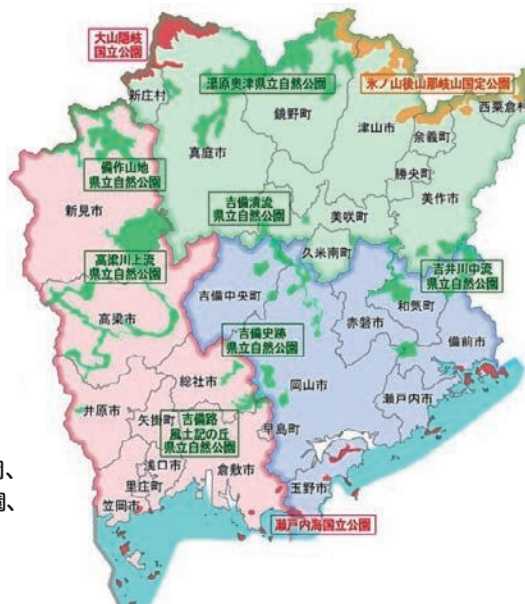 大山隠岐
国立公園
湯原奥津県立自然公園
氷ノ山後山那岐山国定公園
新庄村
鏡野町
津山市
奈義町
西粟倉村
真庭市
勝央町
備作山地
県立自然公園
美作市
新見市
吉備清流
県立自然公園
美咲町
久米南町
高梁川上流
県立自然公園
吉井川中流
県立自然公園
吉備中央町
和気町
高梁市
吉備史跡
県立自然公園
赤磐市
備前市
総社市
岡山市
瀬戸内市
井原市
矢掛町
吉備路
風土記の丘
県立自然公園
早島町
浅口市
倉敷市
里庄町
玉野市
笠岡市
瀬戸内海国立公園
、
、